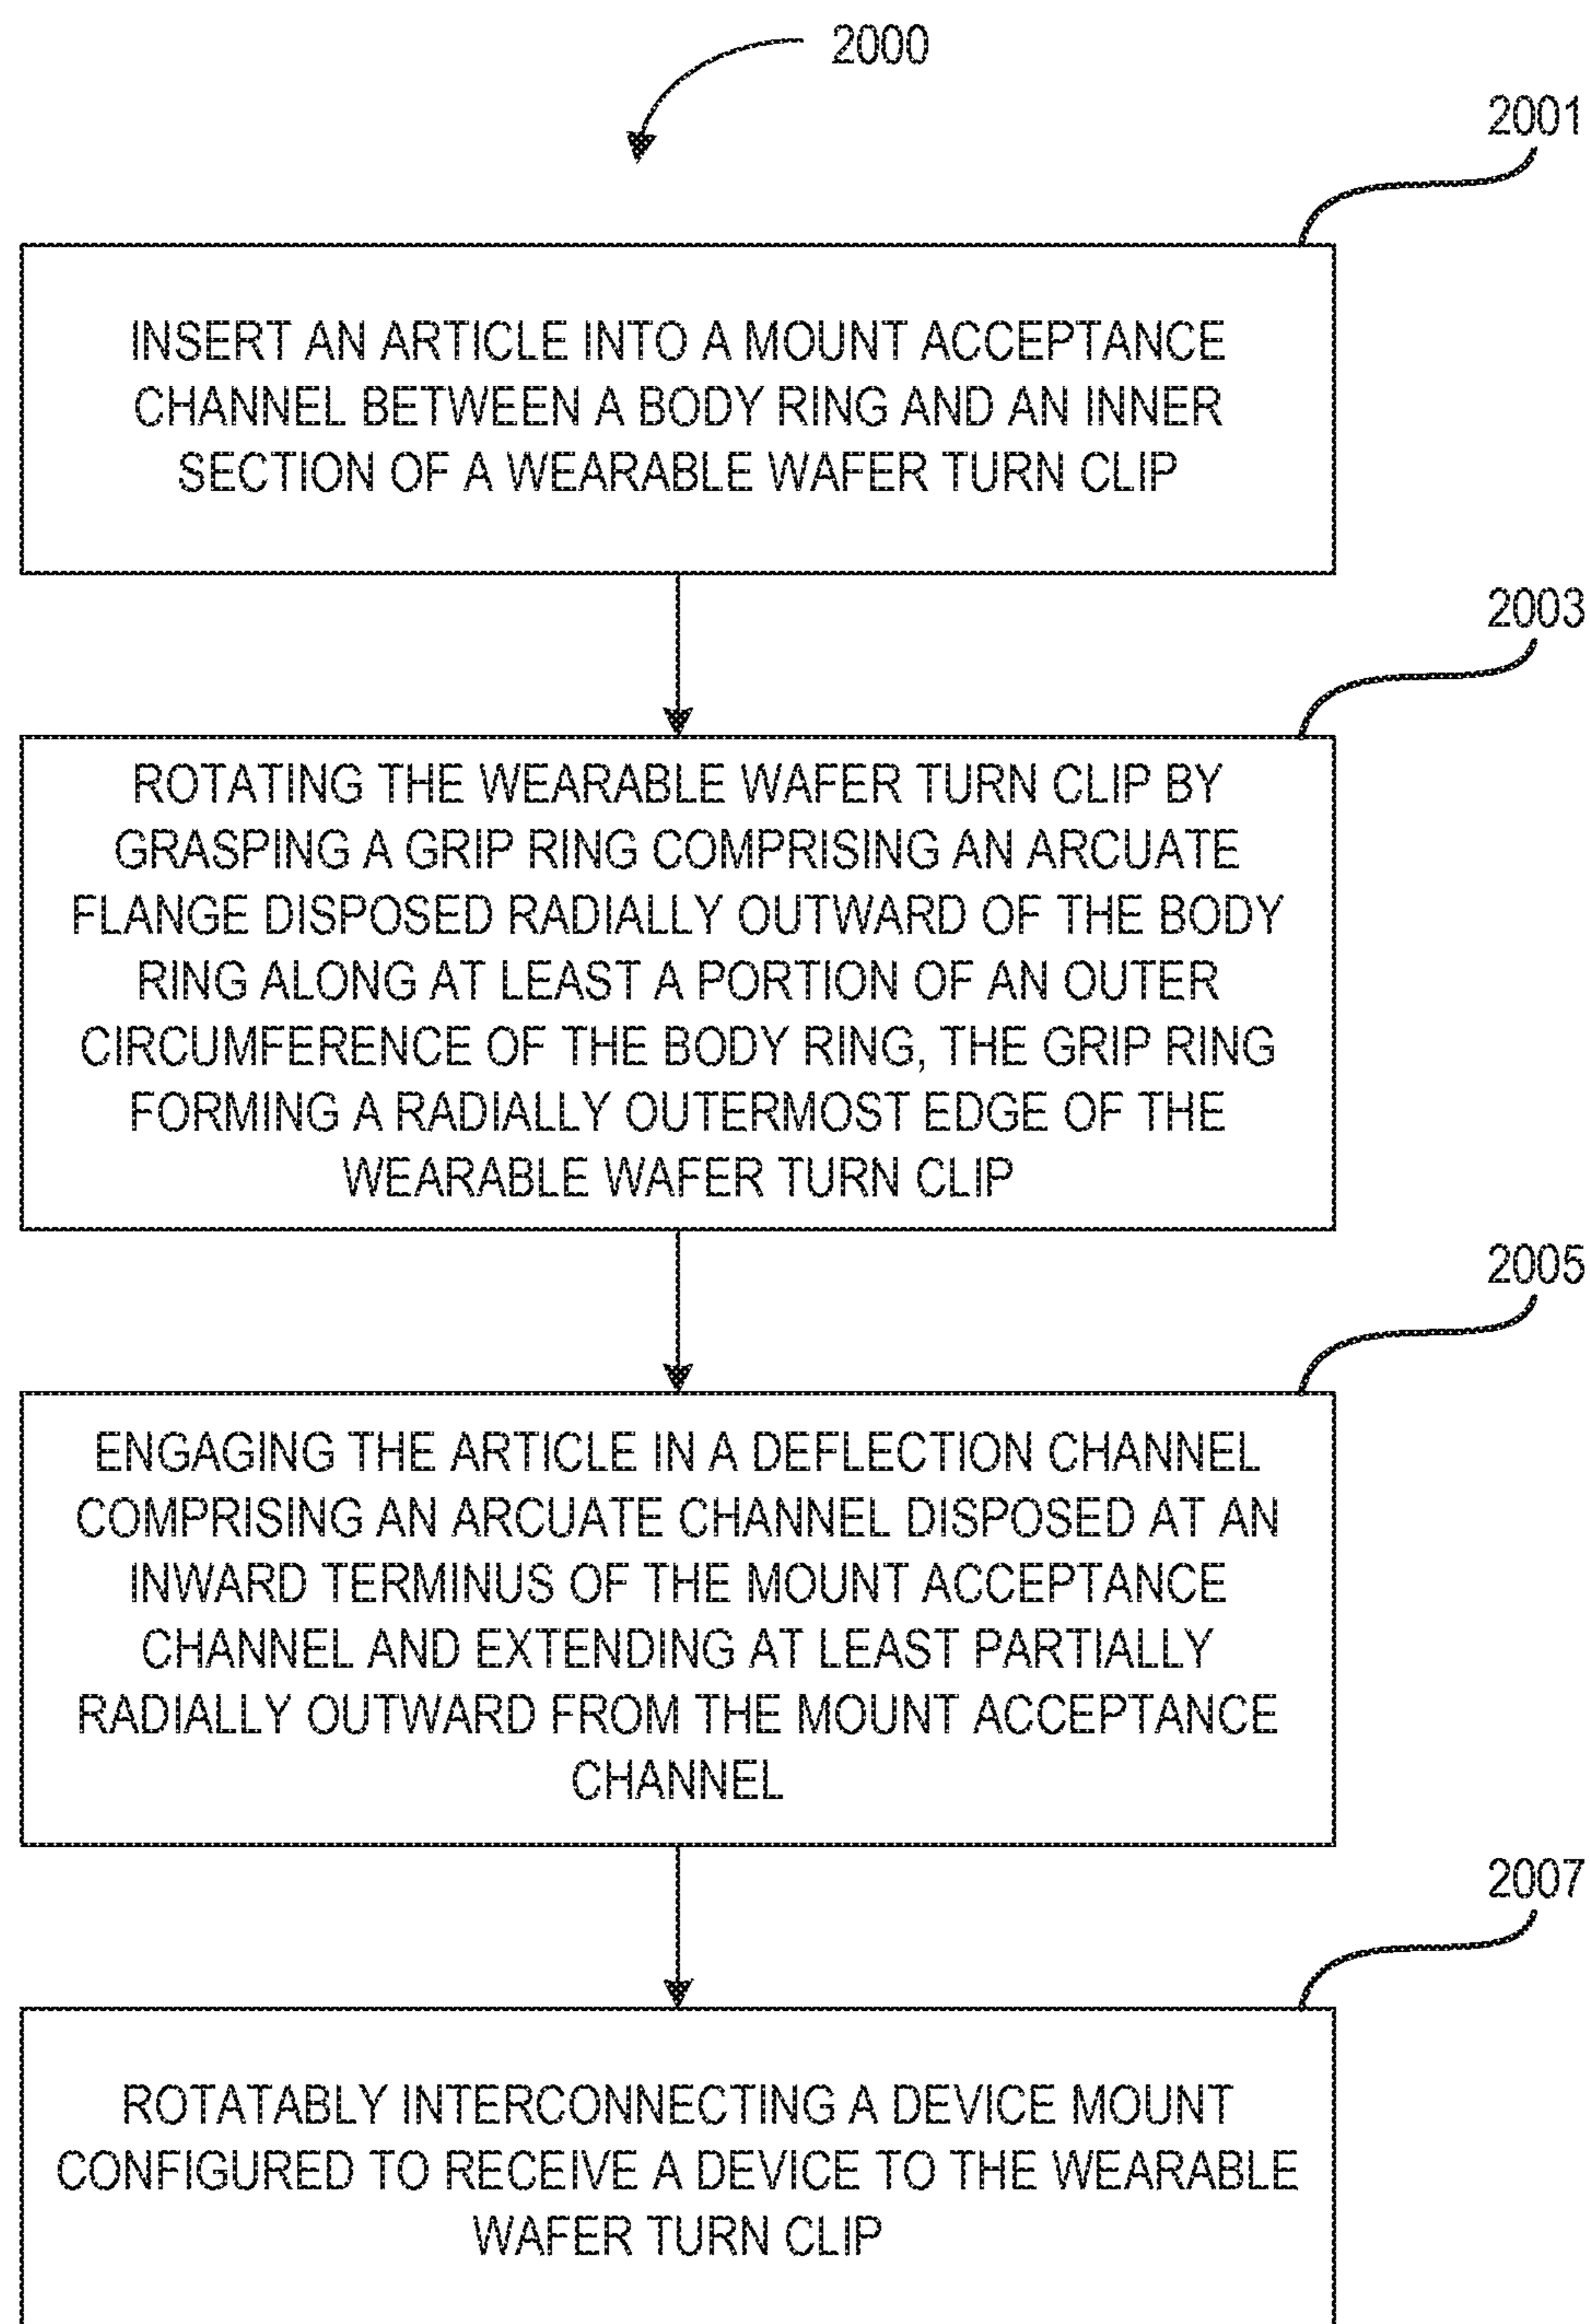 2000
2001
INSERT AN ARTICLE INTO A MOUNT ACCEPTANCE
CHANNEL BETWEEN A BODY RING AND AN INNER
SECTION OF A WEARABLE WAFER TURN CLIP
2003
ROTATING THE WEARABLE WAFER TURN CLIP BY
GRASPING A GRIP RING COMPRISING AN ARCUATE
FLANGE DISPOSED RADIALLY OUTWARD OF THE BODY
RING ALONG AT LEAST A PORTION OF AN OUTER
CIRCUMFERENCE OF THE BODY RING, THE GRIP RING
FORMING A RADIALLY OUTERMOST EDGE OF THE
WEARABLE WAFER TURN CLIP
2005
ENGAGING THE ARTICLE IN A DEFLECTION CHANNEL
COMPRISING AN ARCUATE CHANNEL DISPOSED AT AN
INWARD TERMINUS OF THE MOUNT ACCEPTANCE
CHANNEL AND EXTENDING AT LEAST PARTIALLY
RADIALLY OUTWARD FROM THE MOUNT ACCEPTANCE
CHANNEL
2007
ROTATABLY INTERCONNECTING A DEVICE MOUNT
CONFIGURED TO RECEIVE A DEVICE TO THE WEARABLE
WAFER TURN CLIP